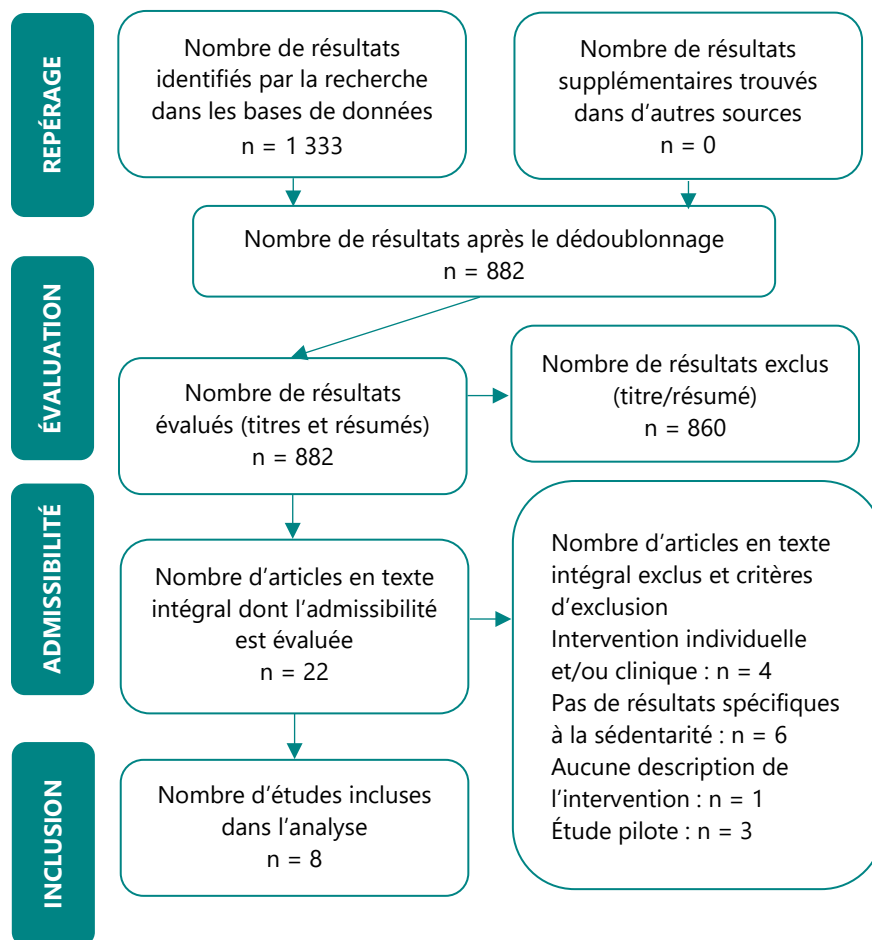 REPÉRAGE
Nombre de résultats
identifiés par la recherche
dans les bases de données
n = 1 333
Nombre de résultats
supplémentaires trouvés
dans d’autres sources
n = 0
Nombre de résultats après le dédoublonnage
n = 882
ÉVALUATION
Nombre de résultats
évalués (titres et résumés)
n = 882
Nombre de résultats exclus
(titre/résumé)
n = 860
ADMISSIBILITÉ
Nombre d’articles en texte
intégral dont l’admissibilité
est évaluée
n = 22
Nombre d’articles en texte
intégral exclus et critères
d’exclusion
Intervention individuelle
et/ou clinique : n = 4
Pas de résultats spécifiques
à la sédentarité : n = 6
Aucune description de
l’intervention : n = 1
Étude pilote : n = 3
INCLUSION
Nombre d’études incluses
dans l’analyse
n = 8